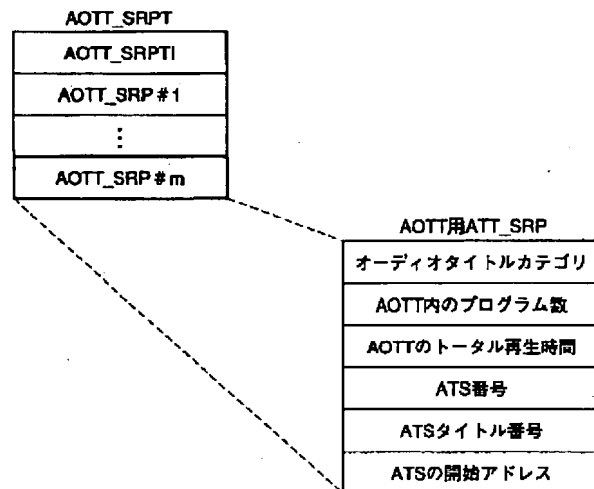 AOTT_SRPT
AOTT_SRPTI
AOTT_SRP #1
⋮
AOTT_SRP #m
AOTT用ATT_SRP
オーディオタイトルカテゴリ
AOTT内のプログラム数
AOTTのトータル再生時間
ATS番号
ATSタイトル番号
ATSの開始アドレス